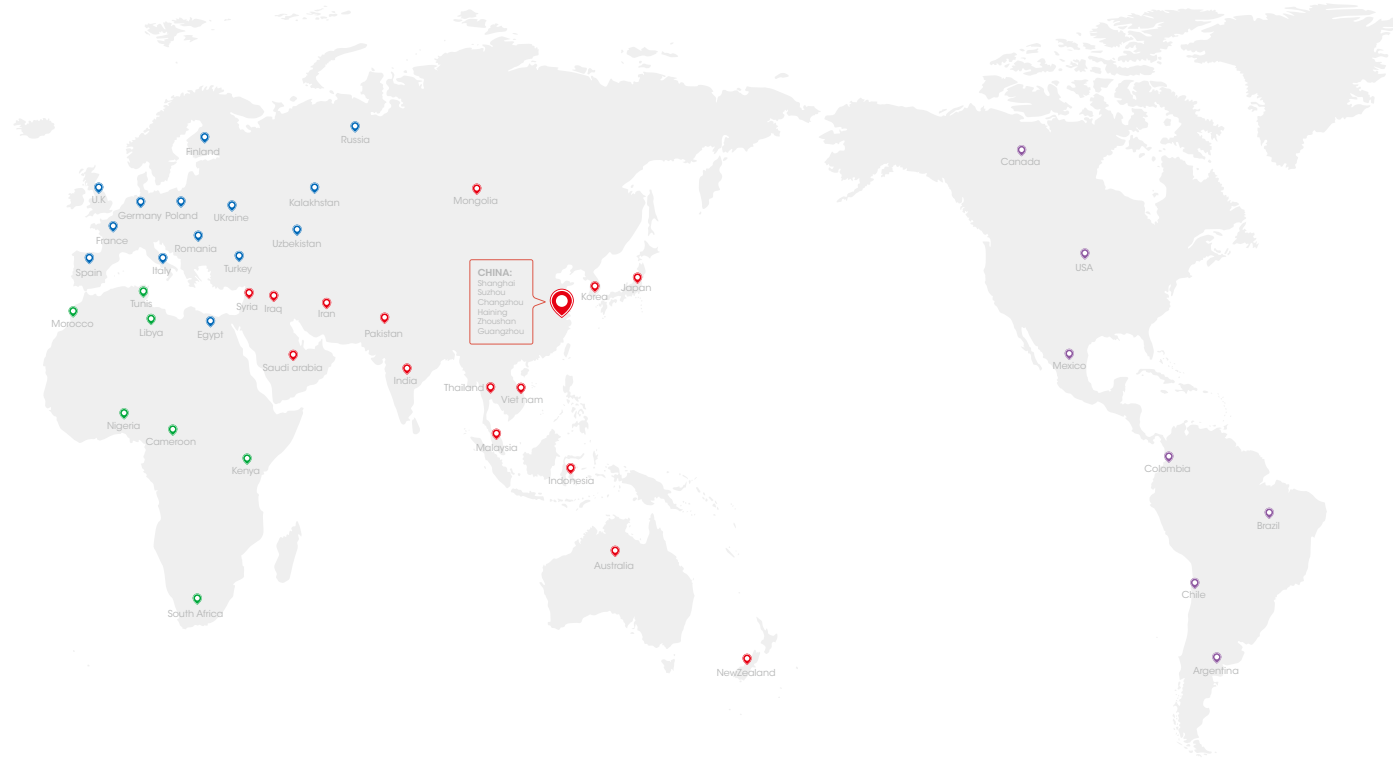 Russia
Finland
Canada
U.K
Kalakhstan
Mongolia
Germany
Poland
UKraine
France
Romania
Uzbekistan
Spain
Italy
Turkey
USA
CHINA:
Shanghai
Suzhou
Changzhou
Haining
Zhoushan
Guangzhou
Korea
Japan
Tunis
Syria
Iraq
Iran
Morocco
Libya
Egypt
Pakistan
Saudi arabia
India
Mexico
Thailand
Viet nam
Nigeria
Cameroon
Malaysia
Kenya
Colombia
Indonesia
Brazil
Australia
Chile
South Africa
NewZealand
Argentina